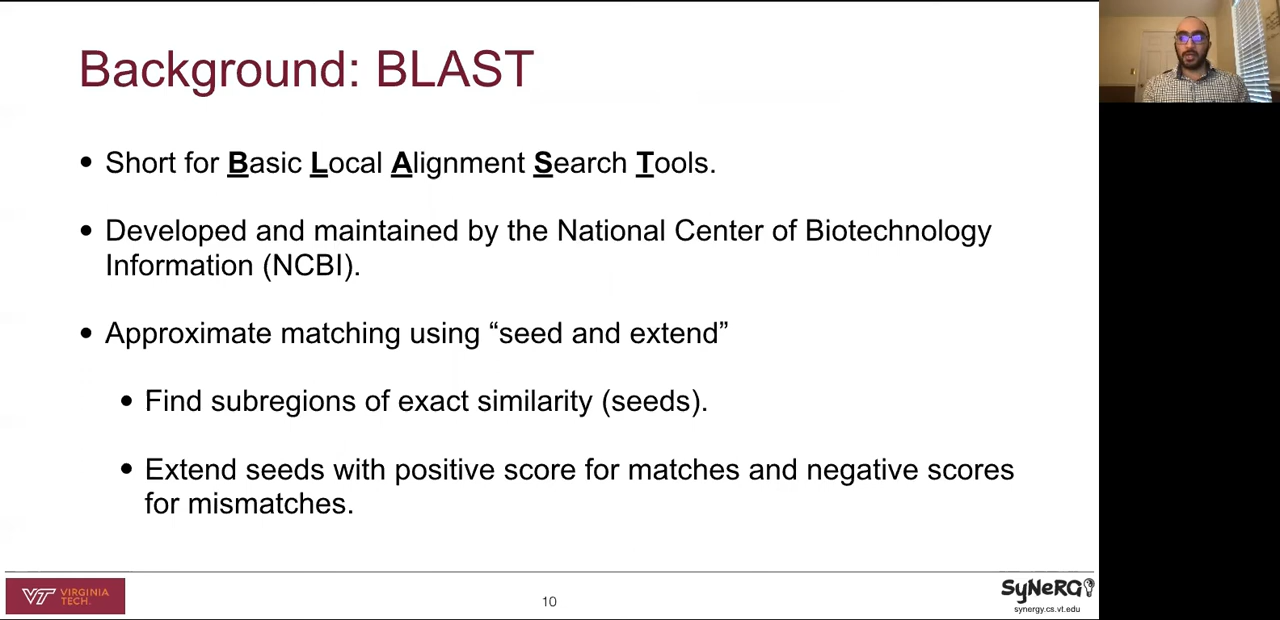 Background: BLAST
• Short for Basic Local Alignment Search Tools.
• Developed and maintained by the National Center of Biotechnology
Information (NCBI).
• Approximate matching using “seed and extend”
• Find subregions of exact similarity (seeds).
• Extend seeds with positive score for matches and negative scores
for mismatches.
VT VIRGINIA
TECH.
10
SyNeRGy
synergy.cs.vt.edu